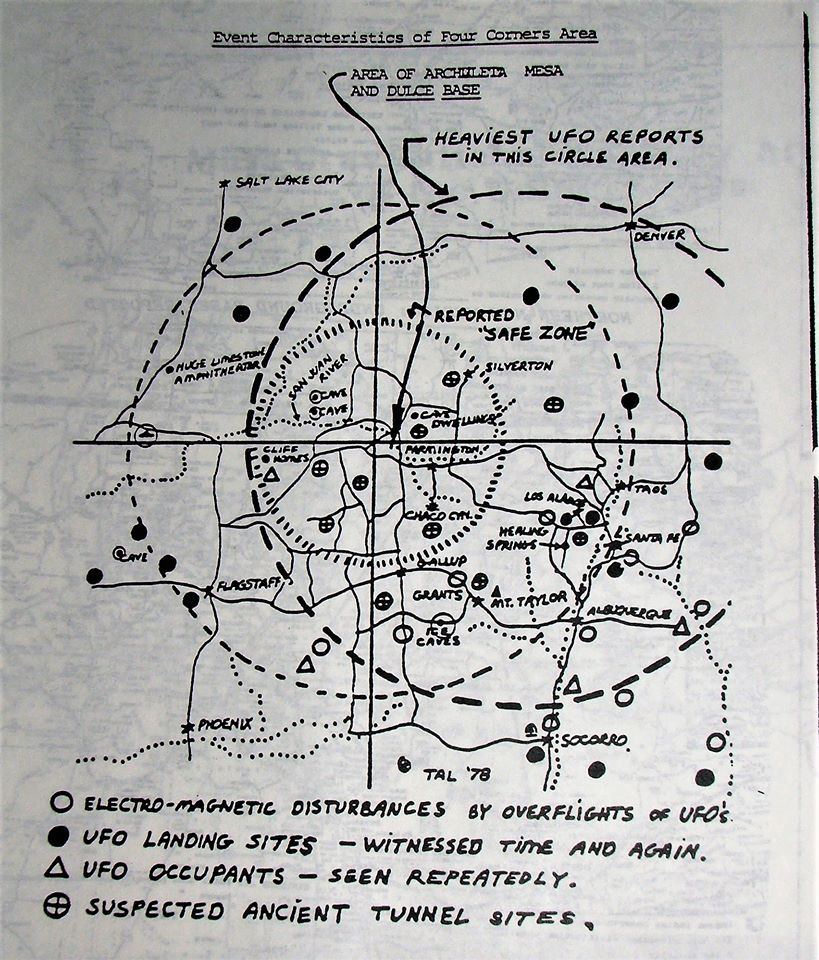 Event Characteristics of Four Corners Area
AREA OF ARCHULETA MESA
AND DULCE BASE
HEAVIEST UFO REPORTS
- IN THIS CIRCLE AREA.
SALT LAKE CITY
DENVER
REPORTED
"SAFE ZONE"
HUGE LIMESTONE
AMPHITHEATER
SAN JUAN
RIVER
SILVERTON
CAVE
CAVE
CAVE
DWELLINGS
CLIFF
HOMES
FARMINGTON
LOS ALAMOS
TAOS
CHACO CYN.
HEALING
SPRINGS
SANTA FE
CAVE
GALLUP
FLAGSTAFF
GRANTS
MT. TAYLOR
ALBUQUERQUE
ICE
CAVES
PHOENIX
SOCORRO
TAL '78
ELECTRO-MAGNETIC DISTURBANCES BY OVERFLIGHTS OF UFO'S.
UFO LANDING SITES - WITNESSED TIME AND AGAIN.
UFO OCCUPANTS - SEEN REPEATEDLY.
SUSPECTED ANCIENT TUNNEL SITES.